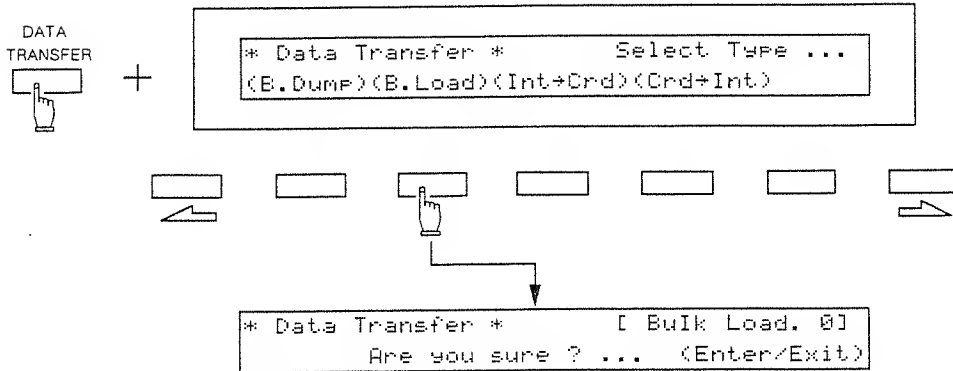 DATA
TRANSFER
+
* Data Transfer * Select Type ...
(B.Dump)(B.Load)(Int→Crd)(Crd→Int)
* Data Transfer * [ Bulk Load. 0]
Are you sure ? ... (Enter/Exit)